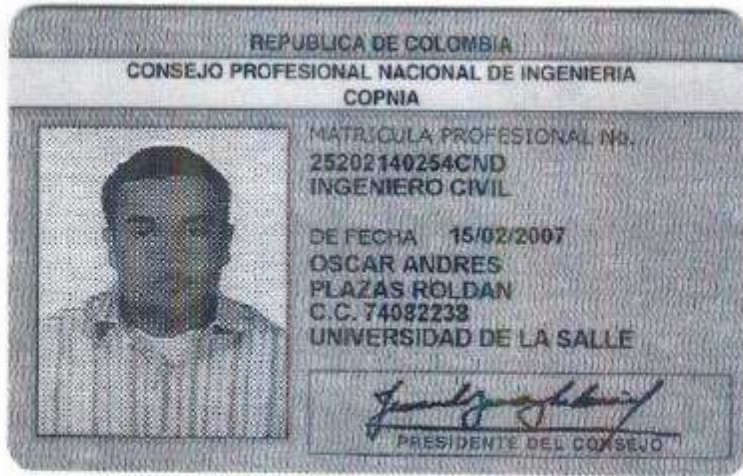 REPUBLICA DE COLOMBIA
CONSEJO PROFESIONAL NACIONAL DE INGENIERIA
COPNIA
MATRICULA PROFESIONAL No.
25202140254CND
INGENIERO CIVIL
DE FECHA 15/02/2007
OSCAR ANDRES
PLAZAS ROLDAN
C.C. 74082238
UNIVERSIDAD DE LA SALLE
PRESIDENTE DEL CONSEJO